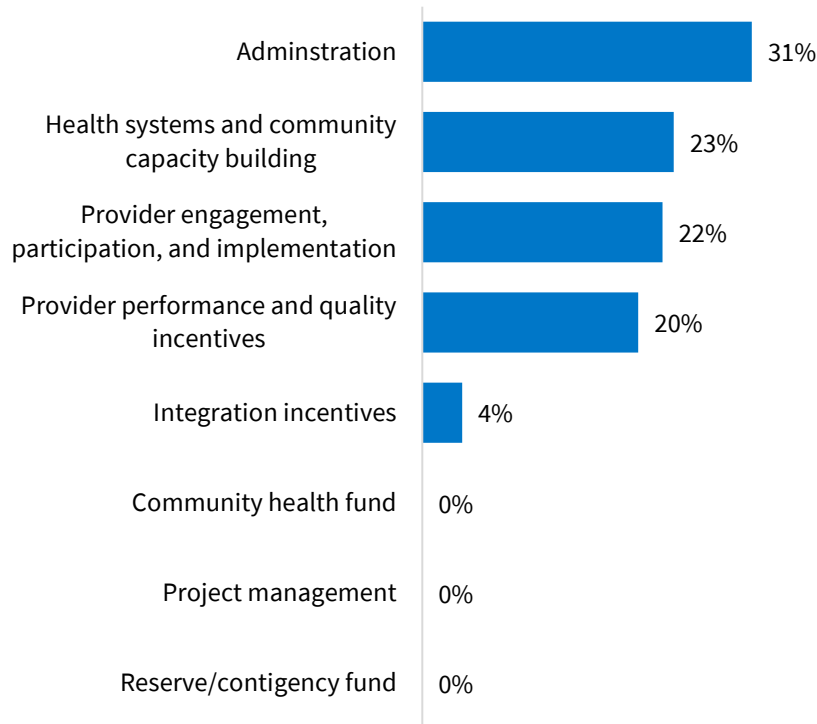 Adminstration
31%
Health systems and community
capacity building
23%
Provider engagement,
participation, and implementation
22%
Provider performance and quality
incentives
20%
Integration incentives
4%
Community health fund
0%
Project management
0%
Reserve/contigency fund
0%